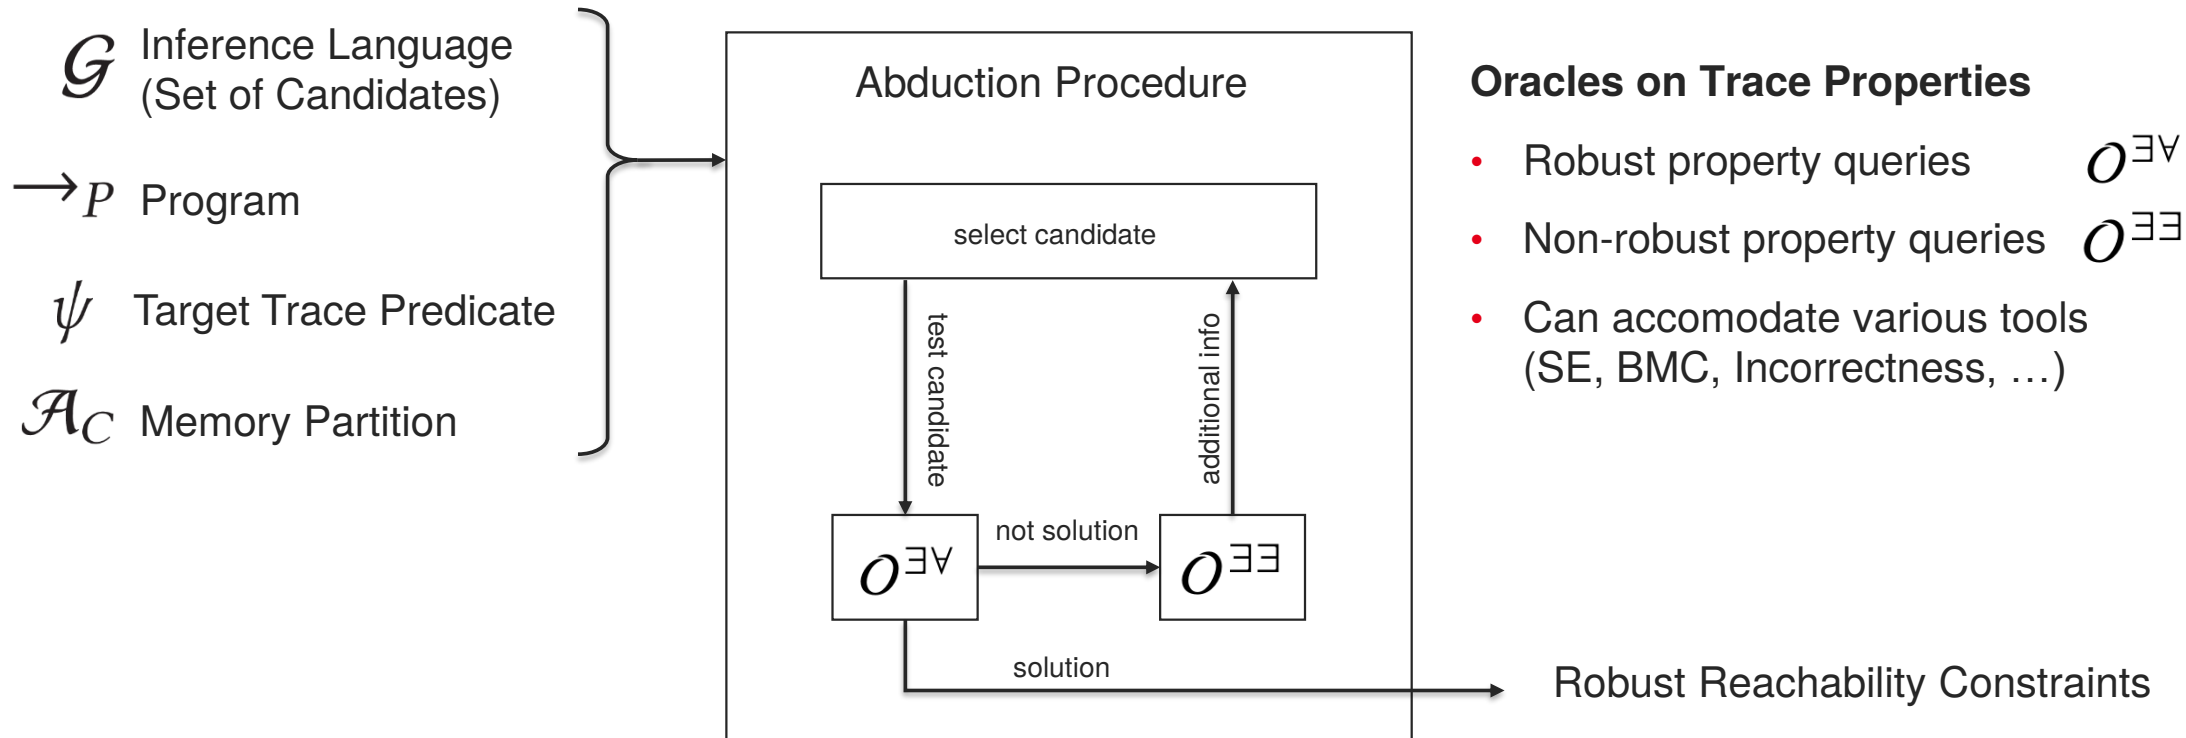 𝒢 Inference Language
(Set of Candidates)
→P Program
ψ Target Trace Predicate
𝒜C Memory Partition
Abduction Procedure
select candidate
test candidate
additional info
𝒪∃∀
not solution
𝒪∃∃
solution
Oracles on Trace Properties
• Robust property queries 𝒪∃∀
• Non-robust property queries 𝒪∃∃
• Can accomodate various tools
(SE, BMC, Incorrectness, …)
Robust Reachability Constraints